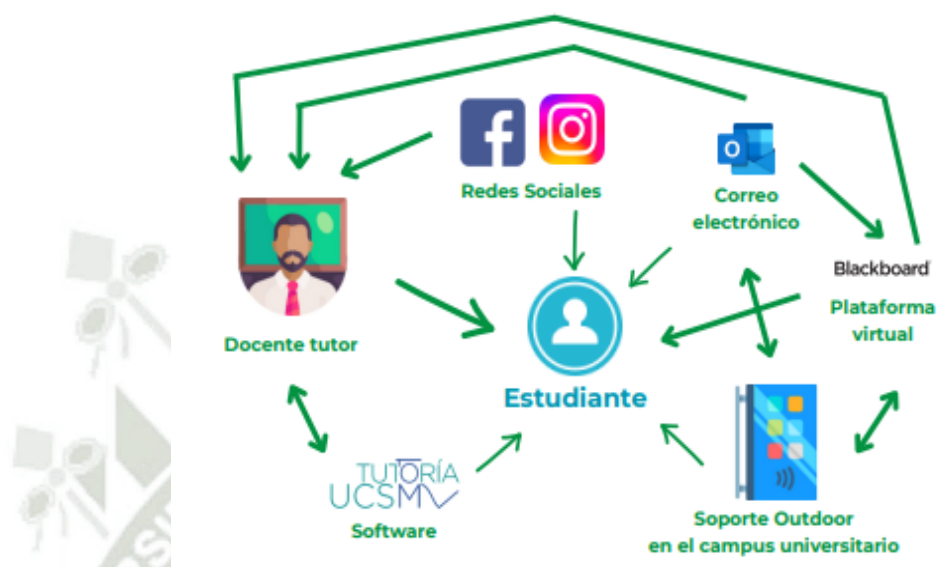 Redes Sociales
Correo
electrónico
Blackboard
Plataforma
virtual
Docente tutor
Estudiante
TUTORÍA
UCSM
Software
Soporte Outdoor
en el campus universitario